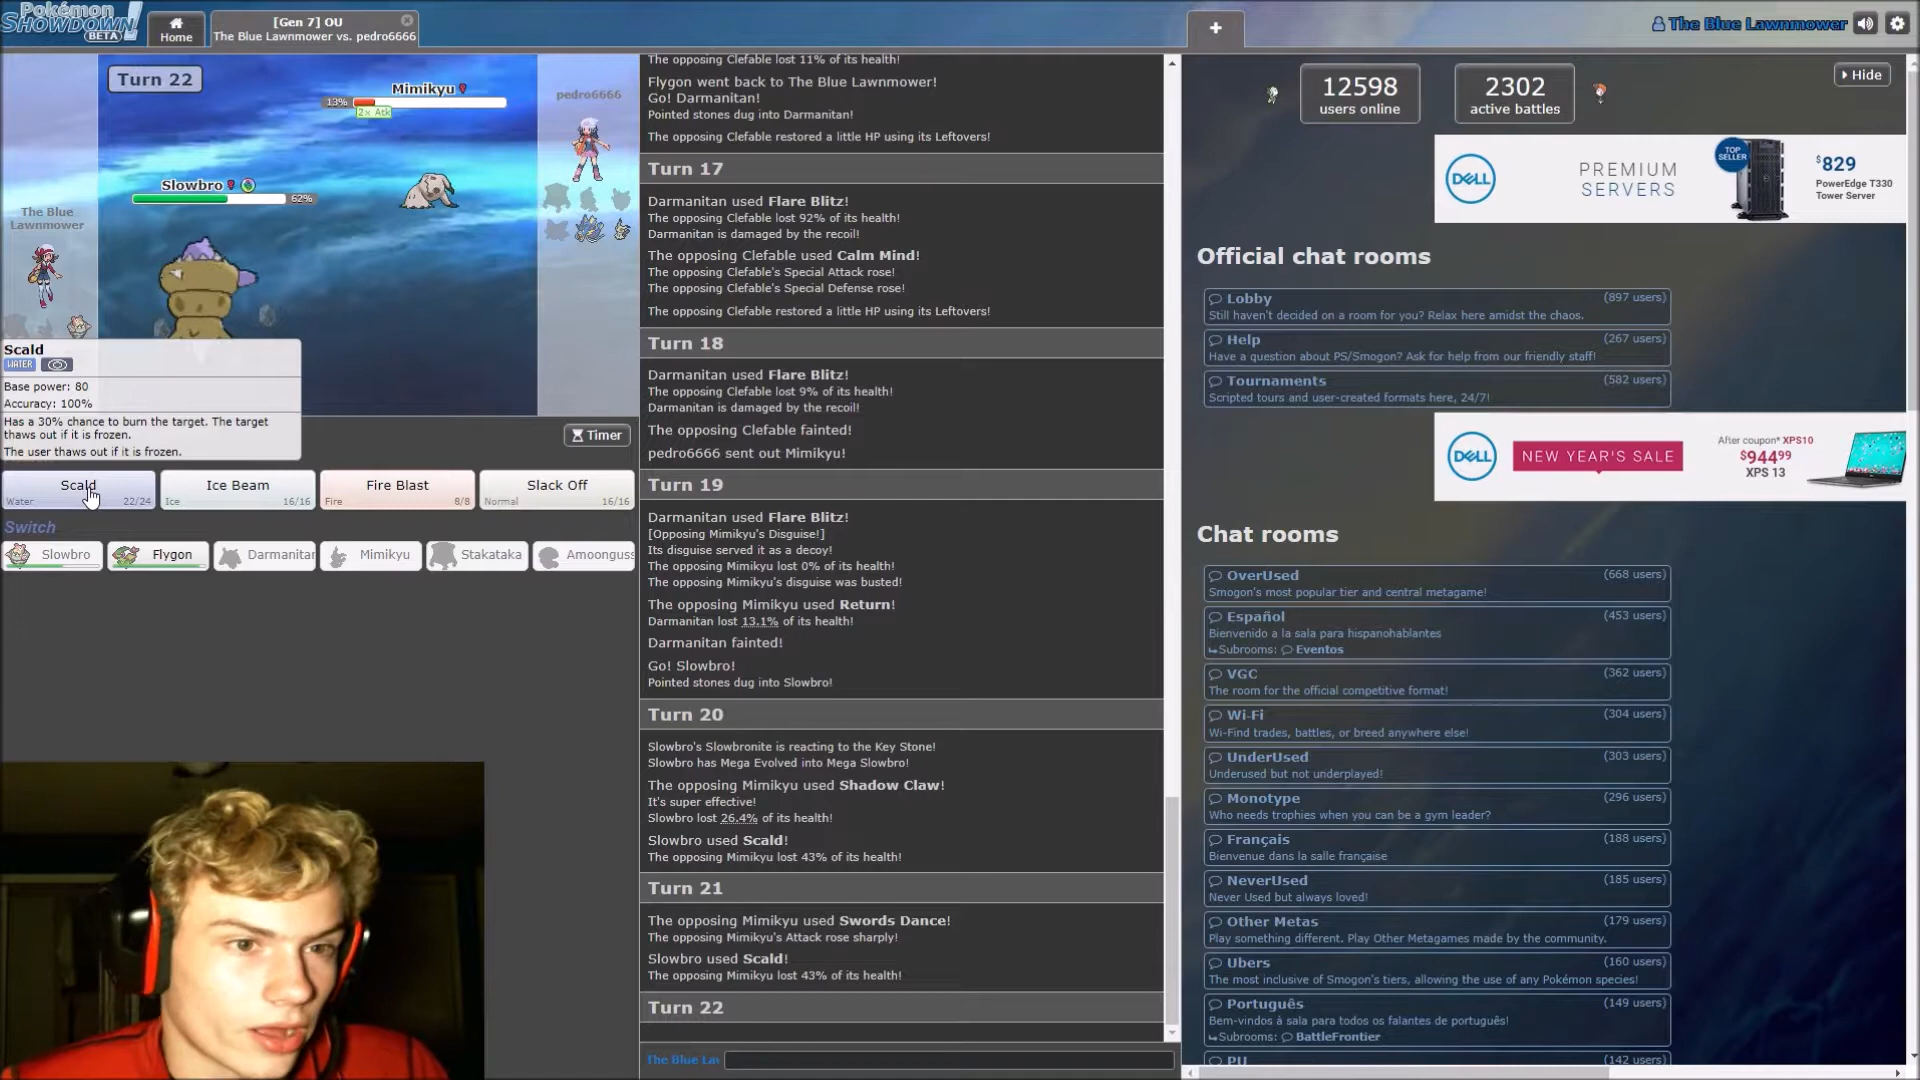 Pokémon
SHOWDOWN!
BETA
Home
[Gen 7] OU
The Blue Lawnmower vs. pedro6666
+
The Blue Lawnmower
Turn 22
Mimikyu
13%
2× Atk
pedro6666
Slowbro
62%
The Blue
Lawnmower
Scald
WATER
Base power: 80
Accuracy: 100%
Has a 30% chance to burn the target. The target
thaws out if it is frozen.
The user thaws out if it is frozen.
Timer
Scald
Water 22/24
Ice Beam
Ice 16/16
Fire Blast
Fire 8/8
Slack Off
Normal 16/16
Switch
Slowbro
Flygon
Darmanitan
Mimikyu
Stakataka
Amoongus
The opposing Clefable lost 11% of its health!
Flygon went back to The Blue Lawnmower!
Go! Darmanitan!
Pointed stones dug into Darmanitan!
The opposing Clefable restored a little HP using its Leftovers!
Turn 17
Darmanitan used Flare Blitz!
The opposing Clefable lost 92% of its health!
Darmanitan is damaged by the recoil!
The opposing Clefable used Calm Mind!
The opposing Clefable's Special Attack rose!
The opposing Clefable's Special Defense rose!
The opposing Clefable restored a little HP using its Leftovers!
Turn 18
Darmanitan used Flare Blitz!
The opposing Clefable lost 9% of its health!
Darmanitan is damaged by the recoil!
The opposing Clefable fainted!
pedro6666 sent out Mimikyu!
Turn 19
Darmanitan used Flare Blitz!
[Opposing Mimikyu's Disguise!]
Its disguise served it as a decoy!
The opposing Mimikyu lost 0% of its health!
The opposing Mimikyu's disguise was busted!
The opposing Mimikyu used Return!
Darmanitan lost 13.1% of its health!
Darmanitan fainted!
Go! Slowbro!
Pointed stones dug into Slowbro!
Turn 20
Slowbro's Slowbronite is reacting to the Key Stone!
Slowbro has Mega Evolved into Mega Slowbro!
The opposing Mimikyu used Shadow Claw!
It's super effective!
Slowbro lost 26.4% of its health!
Slowbro used Scald!
The opposing Mimikyu lost 43% of its health!
Turn 21
The opposing Mimikyu used Swords Dance!
The opposing Mimikyu's Attack rose sharply!
Slowbro used Scald!
The opposing Mimikyu lost 43% of its health!
Turn 22
The Blue Law
12598
users online
2302
active battles
Hide
DELL
PREMIUM
SERVERS
TOP
SELLER
$829
PowerEdge T330
Tower Server
Official chat rooms
Lobby (897 users)
Still haven't decided on a room for you? Relax here amidst the chaos.
Help (267 users)
Have a question about PS/Smogon? Ask for help from our friendly staff!
Tournaments (582 users)
Scripted tours and user-created formats here, 24/7!
DELL
NEW YEAR'S SALE
After coupon* XPS10
$944.99
XPS 13
Chat rooms
OverUsed (668 users)
Smogon's most popular tier and central metagame!
Español (453 users)
Bienvenido a la sala para hispanohablantes
Subrooms: Eventos
VGC (362 users)
The room for the official competitive format!
Wi-Fi (304 users)
Wi-Find trades, battles, or breed anywhere else!
UnderUsed (303 users)
Underused but not underplayed!
Monotype (296 users)
Who needs trophies when you can be a gym leader?
Français (188 users)
Bienvenue dans la salle française
NeverUsed (185 users)
Never Used but always loved!
Other Metas (179 users)
Play something different. Play Other Metagames made by the community.
Ubers (160 users)
The most inclusive of Smogon's tiers, allowing the use of any Pokémon species!
Português (149 users)
Bem-vindos à sala para todos os falantes de português!
Subrooms: BattleFrontier
PU (142 users)